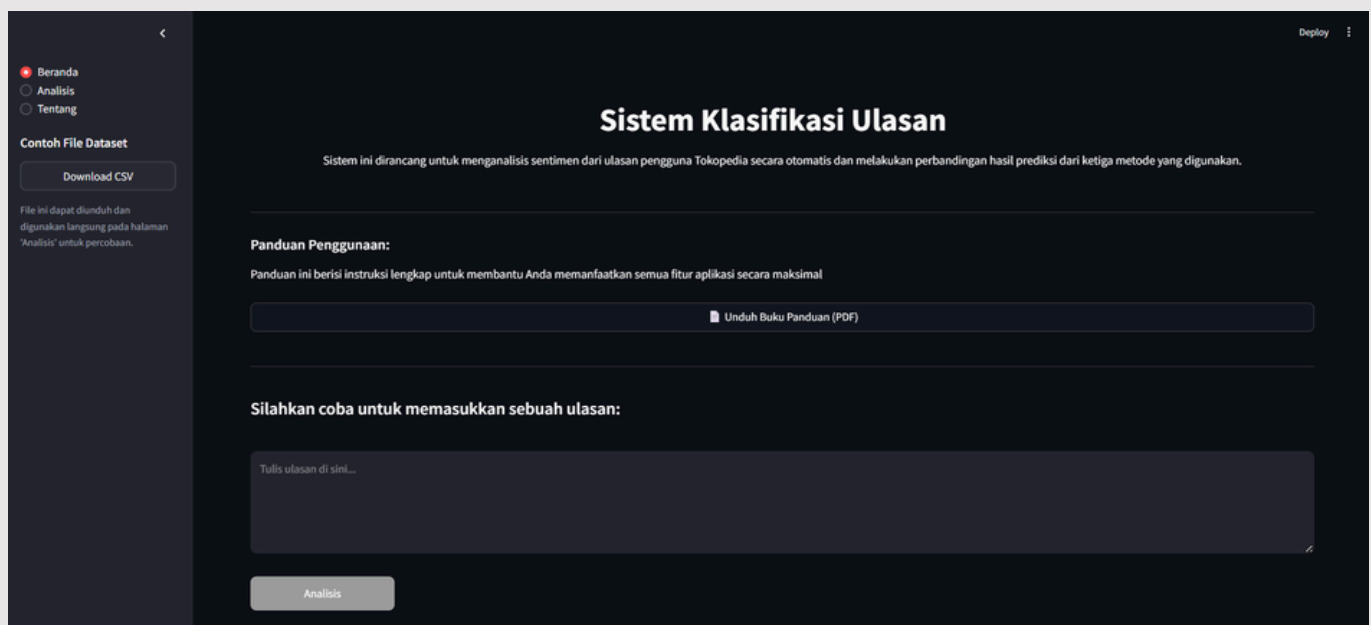 Deploy
Beranda
Analisis
Tentang
Contoh File Dataset
Download CSV
File ini dapat diunduh dan
digunakan langsung pada halaman
'Analisis' untuk percobaan.
Sistem Klasifikasi Ulasan
Sistem ini dirancang untuk menganalisis sentimen dari ulasan pengguna Tokopedia secara otomatis dan melakukan perbandingan hasil prediksi dari ketiga metode yang digunakan.
Panduan Penggunaan:
Panduan ini berisi instruksi lengkap untuk membantu Anda memanfaatkan semua fitur aplikasi secara maksimal
Unduh Buku Panduan (PDF)
Silahkan coba untuk memasukkan sebuah ulasan:
Tulis ulasan di sini...
Analisis